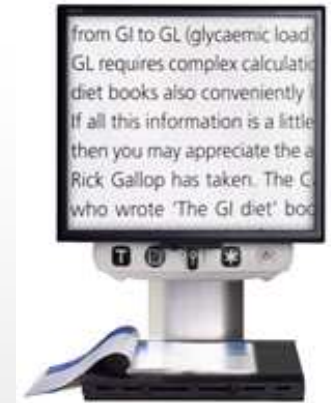 from GI to GL (glycaemic load)
GL requires complex calculatio
diet books also conveniently
If all this information is a little
then you may appreciate the a
Rick Gallop has taken. The G
who wrote 'The GI diet' boo
T